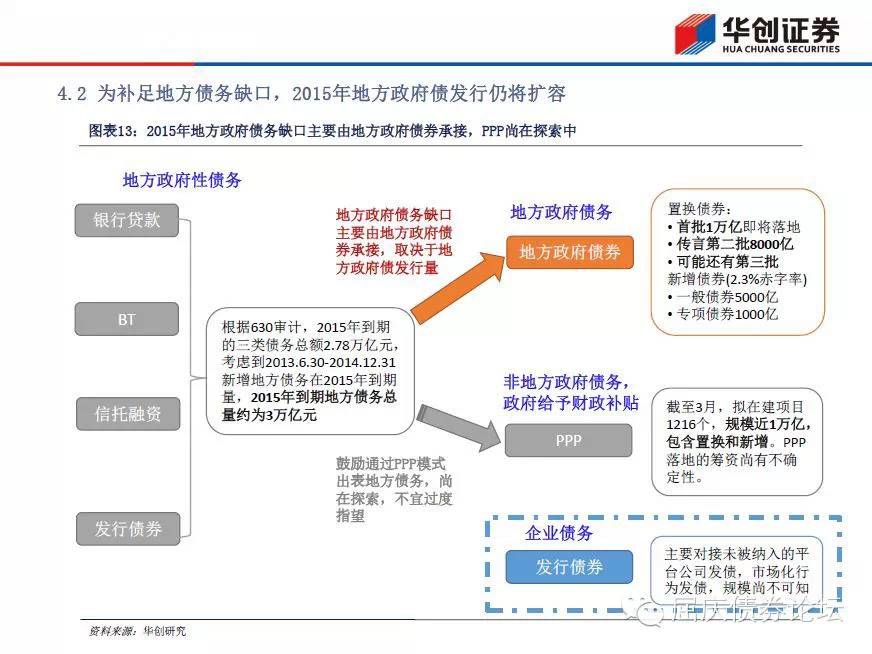 华创证券
HUA CHUANG SECURITIES
4.2 为补足地方债务缺口，2015年地方政府债发行仍将扩容
图表13：2015年地方政府债务缺口主要由地方政府债券承接，PPP尚在探索中
地方政府性债务
银行贷款
BT
信托融资
发行债券
根据630审计，2015年到期
的三类债务总额2.78万亿元，
考虑到2013.6.30-2014.12.31
新增地方债务在2015年到期
量，2015年到期地方债务总
量约为3万亿元
地方政府债务缺口
主要由地方政府债
券承接，取决于地
方政府债发行量
鼓励通过PPP模式
出表地方债务，尚
在探索，不宜过度
指望
地方政府债务
地方政府债券
置换债券：
• 首批1万亿即将落地
• 传言第二批8000亿
• 可能还有第三批
新增债券(2.3%赤字率)
• 一般债券5000亿
• 专项债券1000亿
非地方政府债务，
政府给予财政补贴
PPP
截至3月，拟在建项目
1216个，规模近1万亿，
包含置换和新增。PPP
落地的筹资尚有不确
定性。
企业债务
发行债券
主要对接未被纳入的平
台公司发债，市场化行
为发债，规模尚不可知
屈庆债券论坛
资料来源：华创研究